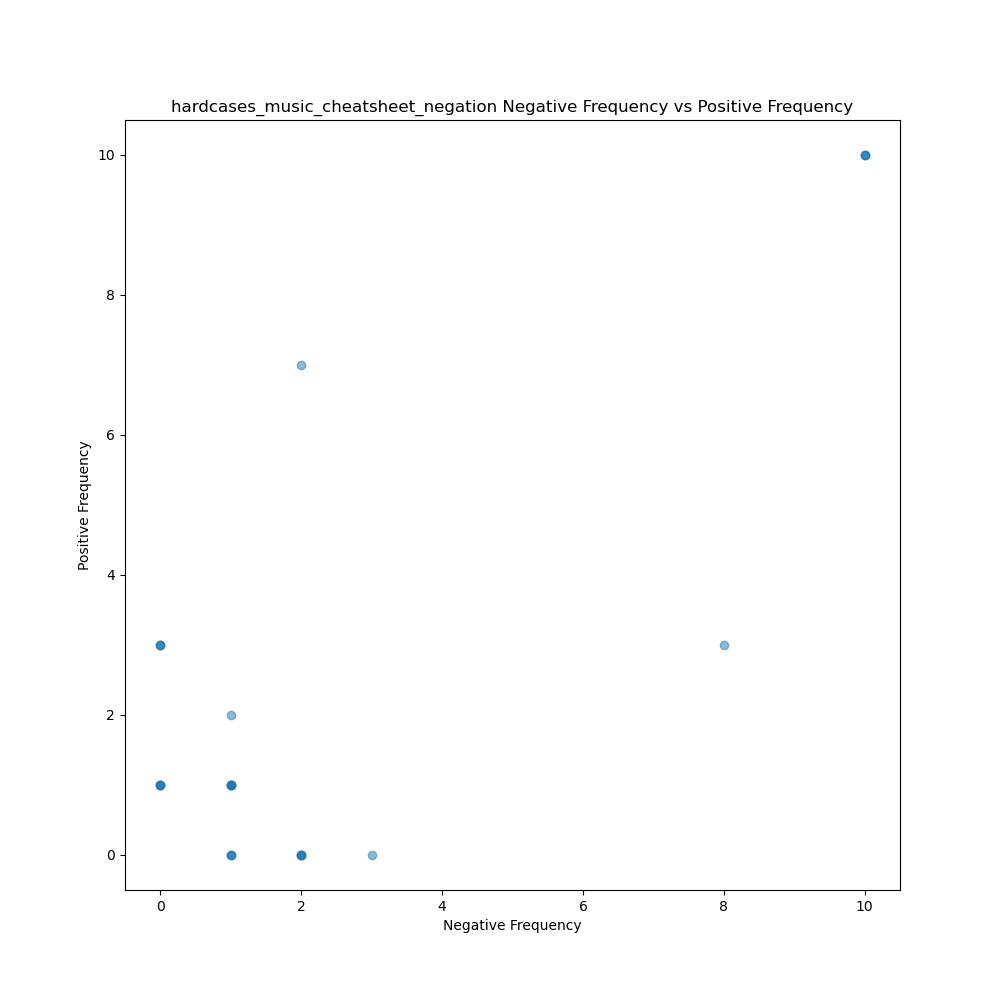 hardcases_music_cheatsheet_negation Negative Frequency vs Positive Frequency
10
8
6
4
2
0
Positive Frequency
0 2 4 6 8 10
Negative Frequency